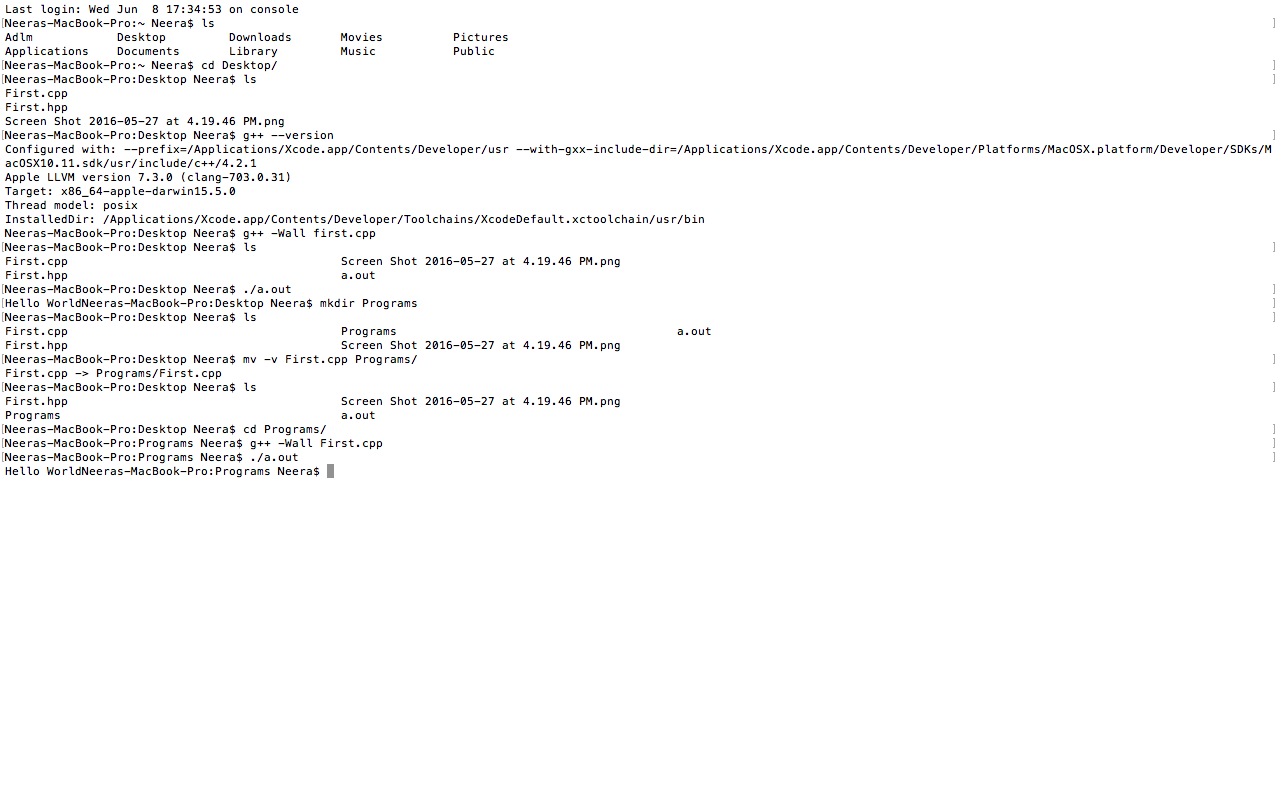 Last login: Wed Jun  8 17:34:53 on console
[Neeras-MacBook-Pro:~ Neera$ ls ]
Adlm            Desktop         Downloads       Movies          Pictures
Applications    Documents       Library         Music           Public
[Neeras-MacBook-Pro:~ Neera$ cd Desktop/ ]
[Neeras-MacBook-Pro:Desktop Neera$ ls ]
First.cpp
First.hpp
Screen Shot 2016-05-27 at 4.19.46 PM.png
[Neeras-MacBook-Pro:Desktop Neera$ g++ --version ]
Configured with: --prefix=/Applications/Xcode.app/Contents/Developer/usr --with-gxx-include-dir=/Applications/Xcode.app/Contents/Developer/Platforms/MacOSX.platform/Developer/SDKs/M
acOSX10.11.sdk/usr/include/c++/4.2.1
Apple LLVM version 7.3.0 (clang-703.0.31)
Target: x86_64-apple-darwin15.5.0
Thread model: posix
InstalledDir: /Applications/Xcode.app/Contents/Developer/Toolchains/XcodeDefault.xctoolchain/usr/bin
Neeras-MacBook-Pro:Desktop Neera$ g++ -Wall first.cpp
[Neeras-MacBook-Pro:Desktop Neera$ ls ]
First.cpp                                       Screen Shot 2016-05-27 at 4.19.46 PM.png
First.hpp                                       a.out
[Neeras-MacBook-Pro:Desktop Neera$ ./a.out ]
[Hello WorldNeeras-MacBook-Pro:Desktop Neera$ mkdir Programs ]
[Neeras-MacBook-Pro:Desktop Neera$ ls ]
First.cpp                                       Programs                                        a.out
First.hpp                                       Screen Shot 2016-05-27 at 4.19.46 PM.png
[Neeras-MacBook-Pro:Desktop Neera$ mv -v First.cpp Programs/ ]
First.cpp -> Programs/First.cpp
[Neeras-MacBook-Pro:Desktop Neera$ ls ]
First.hpp                                       Screen Shot 2016-05-27 at 4.19.46 PM.png
Programs                                        a.out
[Neeras-MacBook-Pro:Desktop Neera$ cd Programs/ ]
[Neeras-MacBook-Pro:Programs Neera$ g++ -Wall First.cpp ]
[Neeras-MacBook-Pro:Programs Neera$ ./a.out ]
Hello WorldNeeras-MacBook-Pro:Programs Neera$